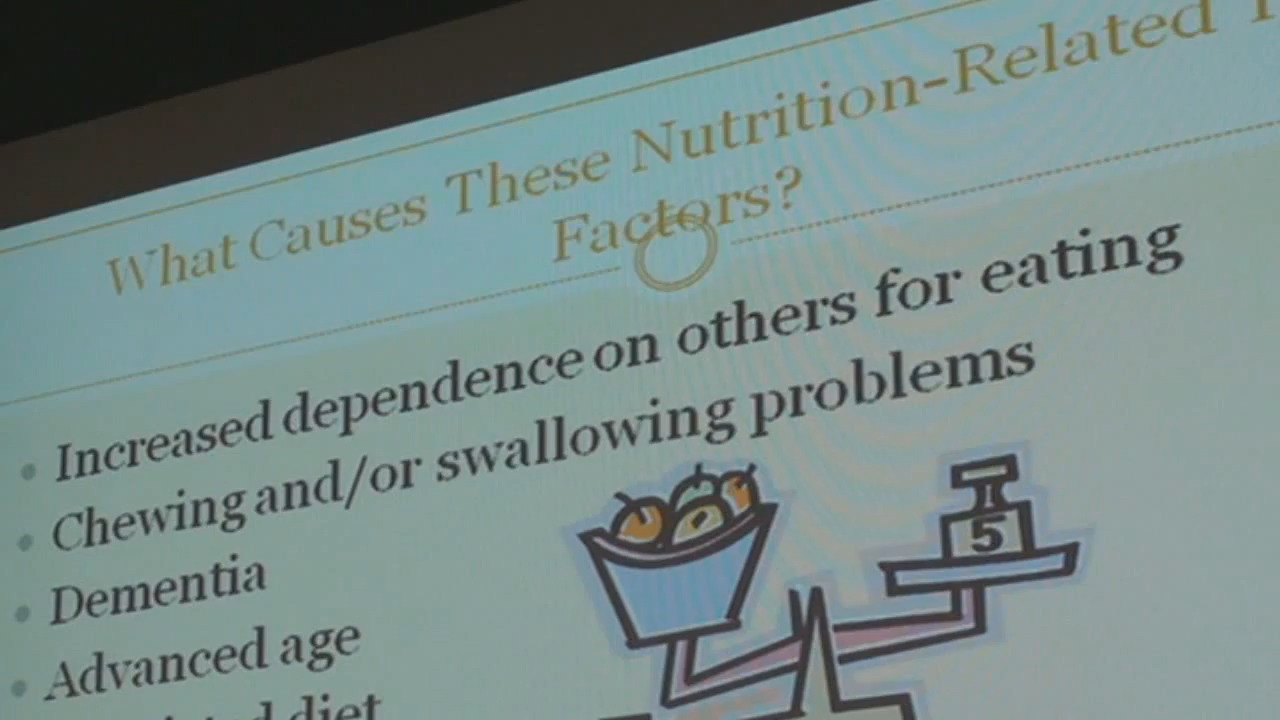 What Causes These Nutrition-Related
Factors?
Increased dependence on others for eating
Chewing and/or swallowing problems
Dementia
Advanced age
diet
5